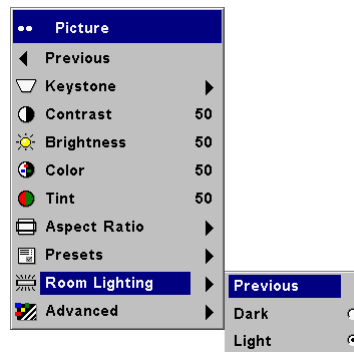 Picture
Previous
Keystone
Contrast 50
Brightness 50
Color 50
Tint 50
Aspect Ratio
Presets
Room Lighting
Advanced
Previous
Dark
Light